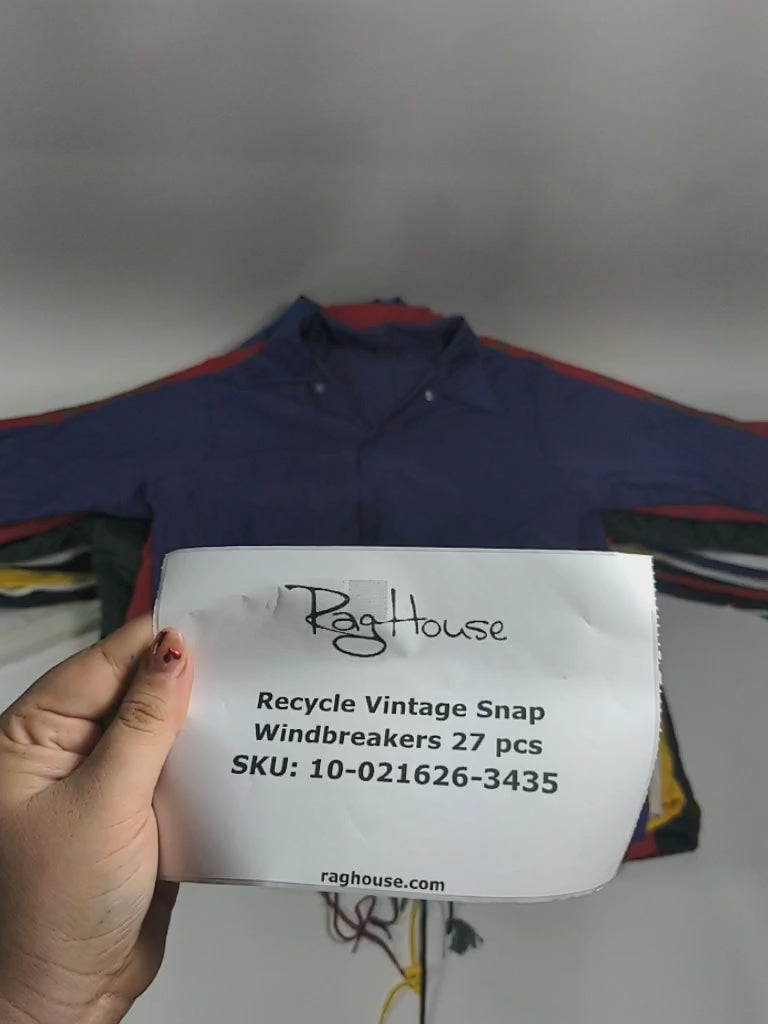 RagHouse
Recycle Vintage Snap
Windbreakers 27 pcs
SKU: 10-021626-3435
raghouse.com